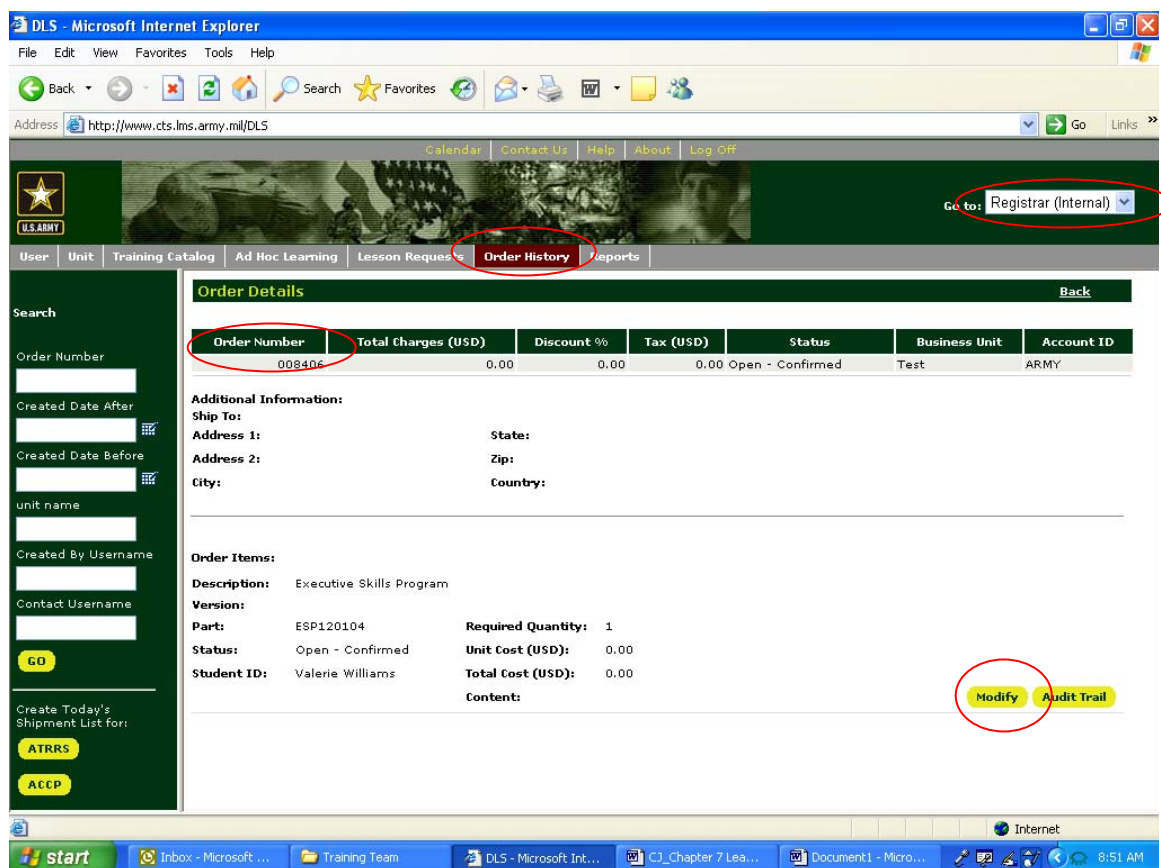 DLS - Microsoft Internet Explorer
File Edit View Favorites Tools Help
Back Search Favorites
Address http://www.cts.lms.army.mil/DLS Go Links »
Calendar Contact Us Help About Log Off
U.S.ARMY
Go to: Registrar (Internal)
User Unit Training Catalog Ad Hoc Learning Lesson Requests Order History Reports
Search
Order Number
Created Date After
Created Date Before
unit name
Created By Username
Contact Username
GO
Create Today's
Shipment List for:
ATRRS
ACCP
Order Details Back
Order Number Total Charges (USD) Discount % Tax (USD) Status Business Unit Account ID
008406 0.00 0.00 0.00 Open - Confirmed Test ARMY
Additional Information:
Ship To:
Address 1: State:
Address 2: Zip:
City: Country:
Order Items:
Description: Executive Skills Program
Version:
Part: ESP120104 Required Quantity: 1
Status: Open - Confirmed Unit Cost (USD): 0.00
Student ID: Valerie Williams Total Cost (USD): 0.00
Content:
Modify Audit Trail
Internet
start Inbox - Microsoft ... Training Team DLS - Microsoft Int... CJ_Chapter 7 Lea... Document1 - Micro... 8:51 AM